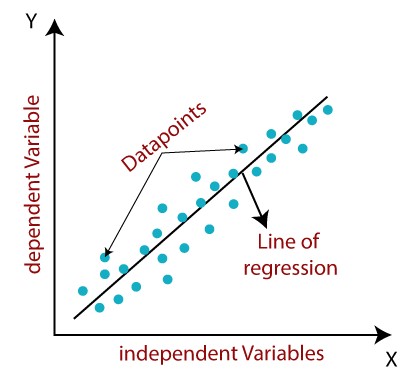 Y
dependent Variable
Datapoints
Line of
regression
independent Variables
X